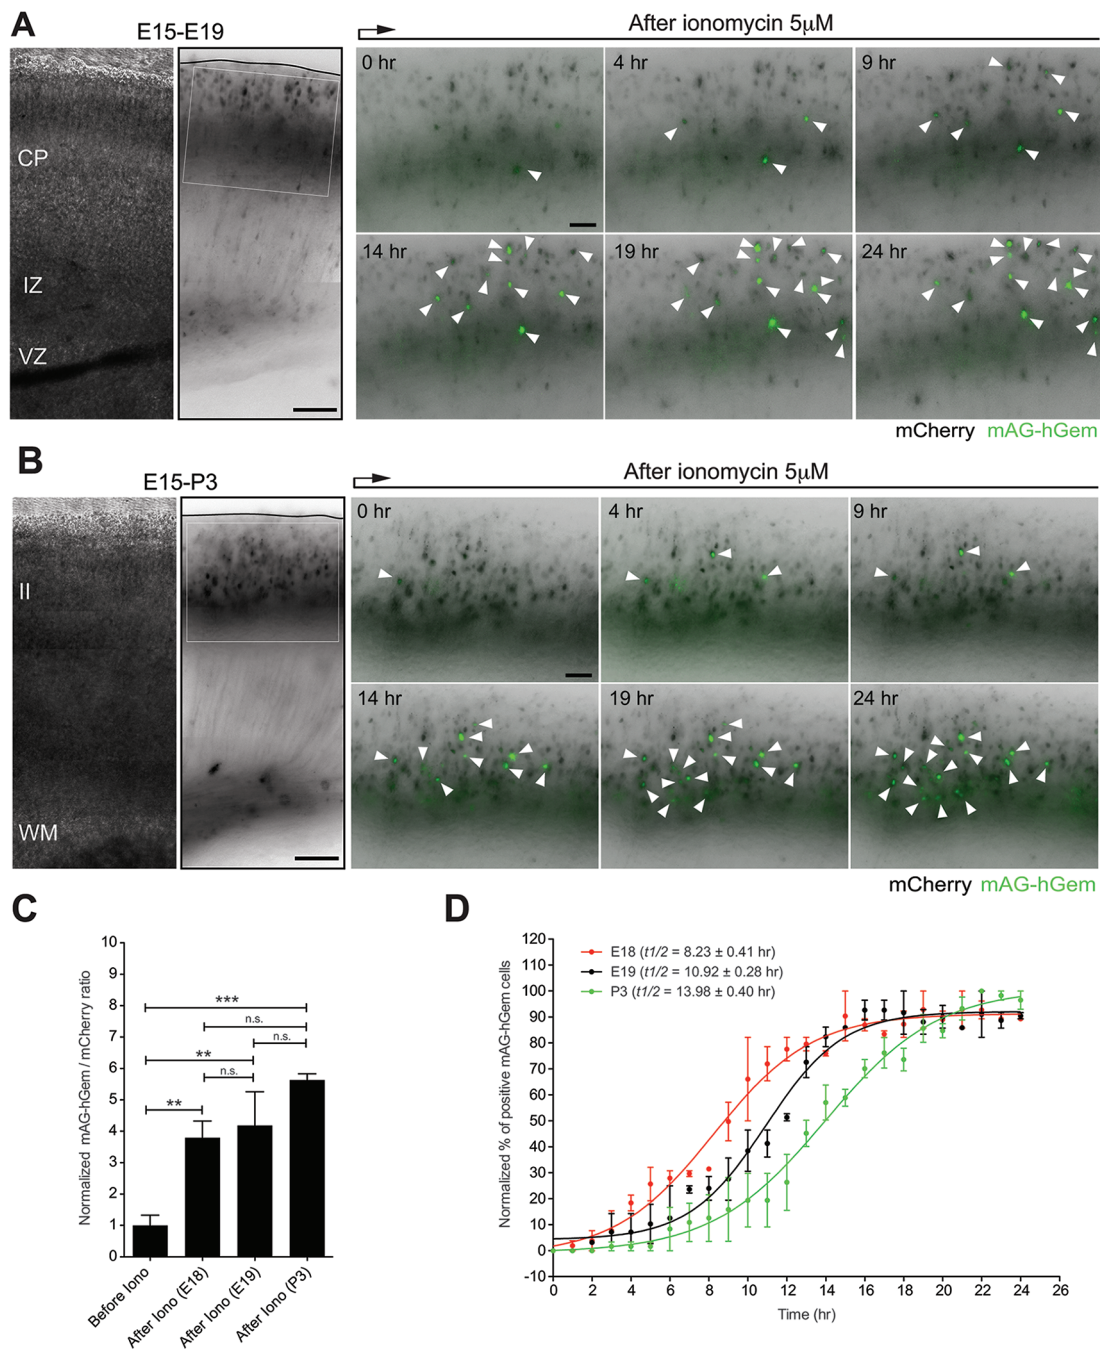 A
E15-E19
After ionomycin 5μM
CP
IZ
VZ
0 hr
4 hr
9 hr
14 hr
19 hr
24 hr
mCherry mAG-hGem
B
E15-P3
After ionomycin 5μM
II
WM
0 hr
4 hr
9 hr
14 hr
19 hr
24 hr
mCherry mAG-hGem
C
Normalized mAG-hGem / mCherry ratio
10
9
8
7
6
5
4
3
2
1
0
***
n.s.
n.s.
**
n.s.
**
Before Iono
After Iono (E18)
After Iono (E19)
After Iono (P3)
D
Normalized % of positive mAG-hGem cells
120
110
100
90
80
70
60
50
40
30
20
10
0
-10
E18 (t1/2 = 8.23 ± 0.41 hr)
E19 (t1/2 = 10.92 ± 0.28 hr)
P3 (t1/2 = 13.98 ± 0.40 hr)
0 2 4 6 8 10 12 14 16 18 20 22 24 26
Time (hr)